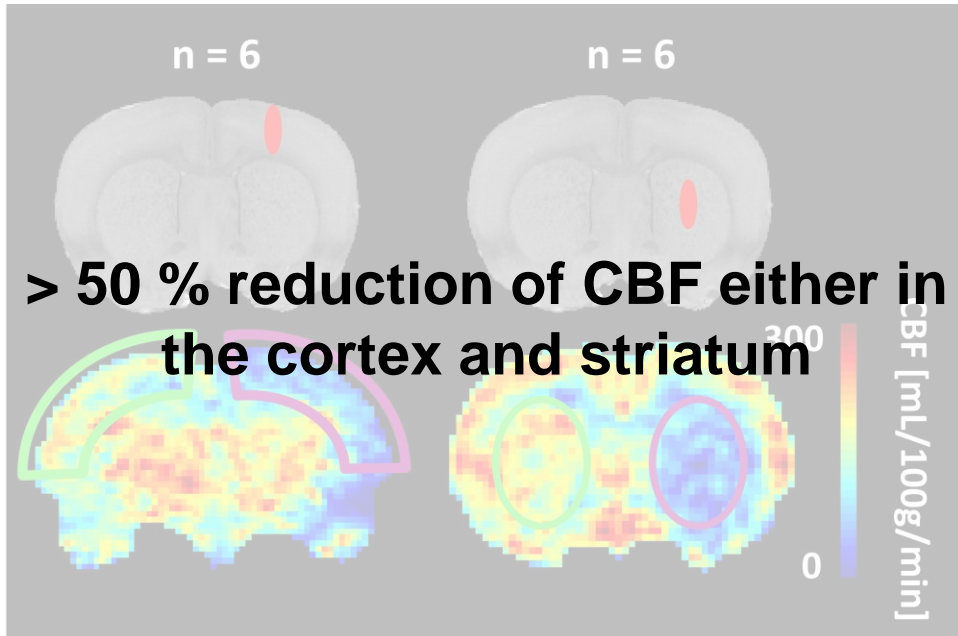 n = 6
n = 6
> 50 % reduction of CBF either in
the cortex and striatum
300
0
CBF [mL/100g/min]